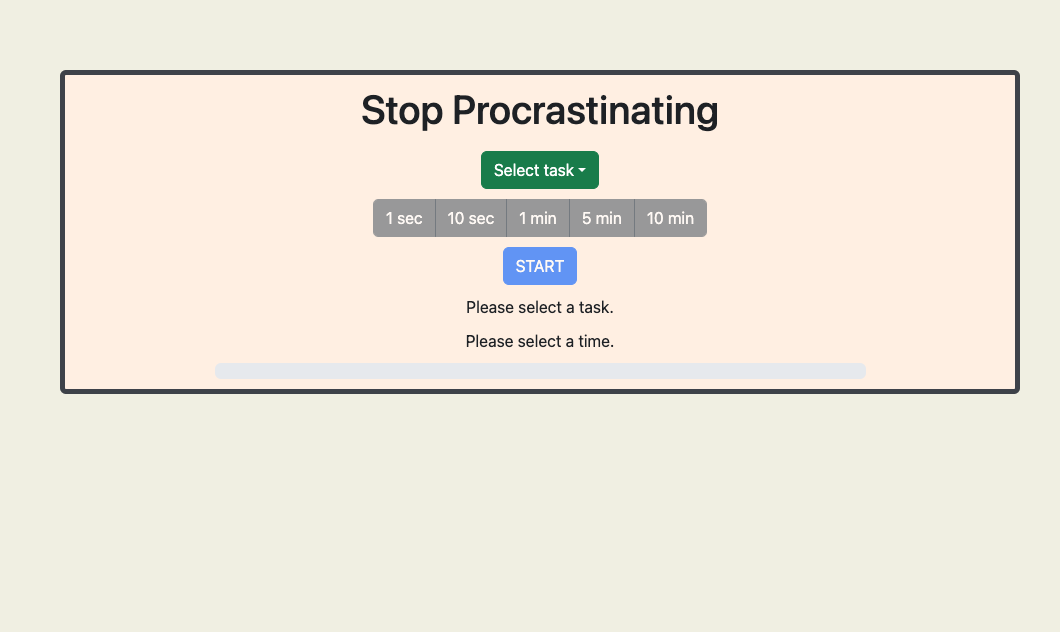 Stop Procrastinating
Select task
1 sec 10 sec 1 min 5 min 10 min
START
Please select a task.
Please select a time.